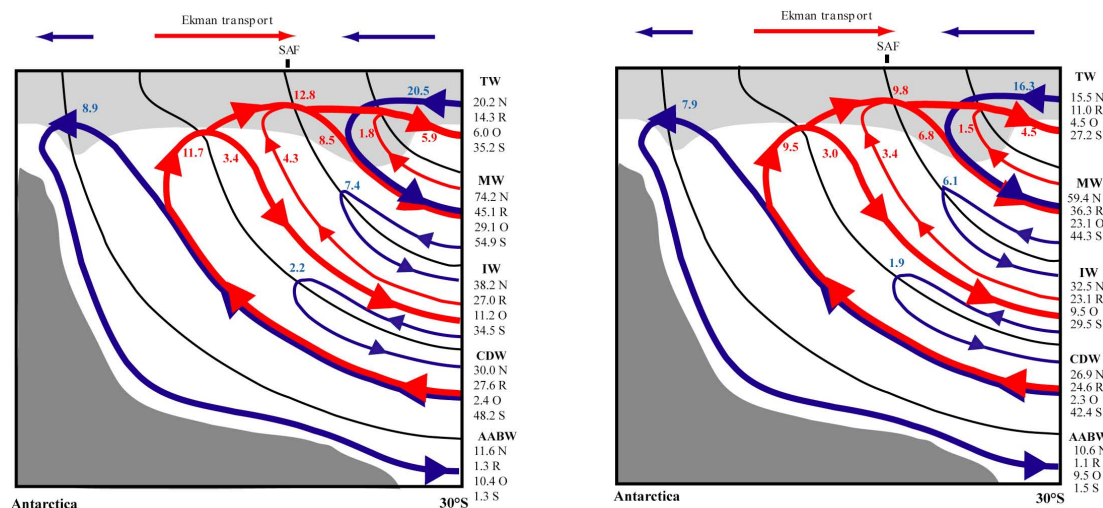 Ekman transport
SAF
8.9
11.7
3.4
12.8
4.3
8.5
1.8
20.5
5.9
7.4
2.2
TW
20.2 N
14.3 R
6.0 O
35.2 S
MW
74.2 N
45.1 R
29.1 O
54.9 S
IW
38.2 N
27.0 R
11.2 O
34.5 S
CDW
30.0 N
27.6 R
2.4 O
48.2 S
AABW
11.6 N
1.3 R
10.4 O
1.3 S
Antarctica
30°S
Ekman transport
SAF
7.9
9.5
3.0
9.8
3.4
6.8
1.5
16.3
4.5
6.1
1.9
TW
15.5 N
11.0 R
4.5 O
27.2 S
MW
59.4 N
36.3 R
23.1 O
44.3 S
IW
32.5 N
23.1 R
9.5 O
29.5 S
CDW
26.9 N
24.6 R
2.3 O
42.4 S
AABW
10.6 N
1.1 R
9.5 O
1.5 S
Antarctica
30°S